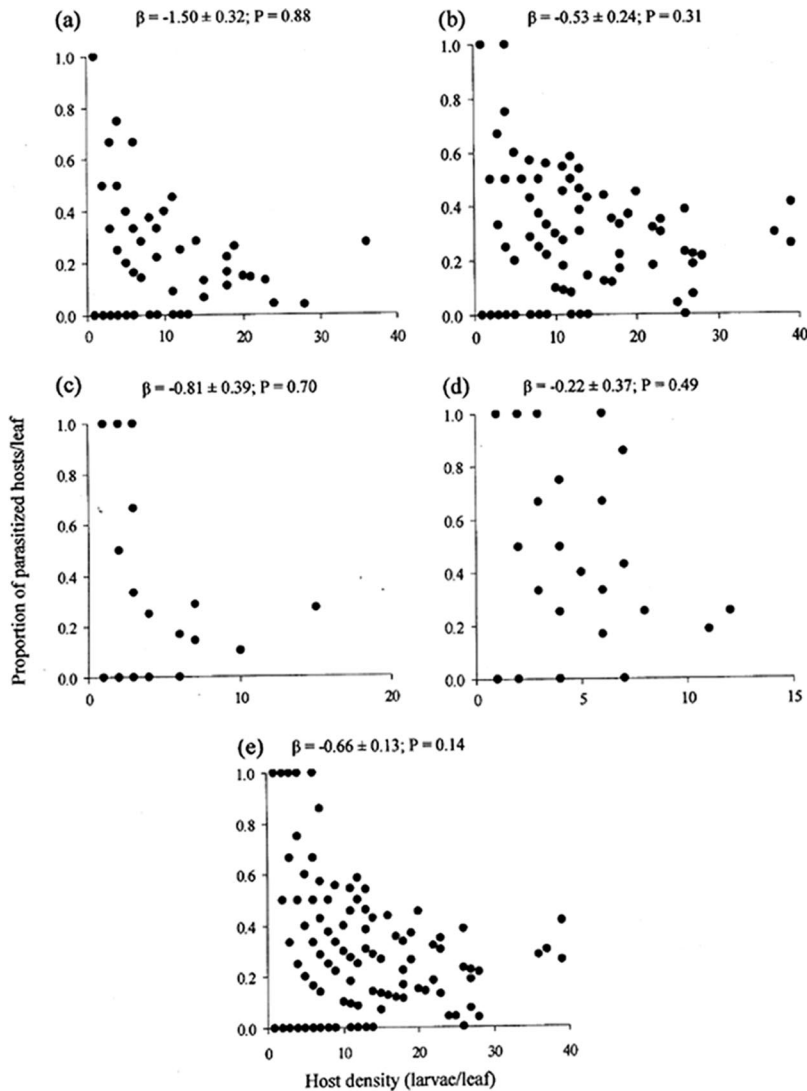 (a) β = -1.50 ± 0.32; P = 0.88
1.0
0.8
0.6
0.4
0.2
0.0
0 10 20 30 40
(b) β = -0.53 ± 0.24; P = 0.31
1.0
0.8
0.6
0.4
0.2
0.0
0 10 20 30 40
(c) β = -0.81 ± 0.39; P = 0.70
1.0
0.8
0.6
0.4
0.2
0.0
0 10 20
(d) β = -0.22 ± 0.37; P = 0.49
1.0
0.8
0.6
0.4
0.2
0.0
0 5 10 15
Proportion of parasitized hosts/leaf
(e) β = -0.66 ± 0.13; P = 0.14
1.0
0.8
0.6
0.4
0.2
0.0
0 10 20 30 40
Host density (larvae/leaf)